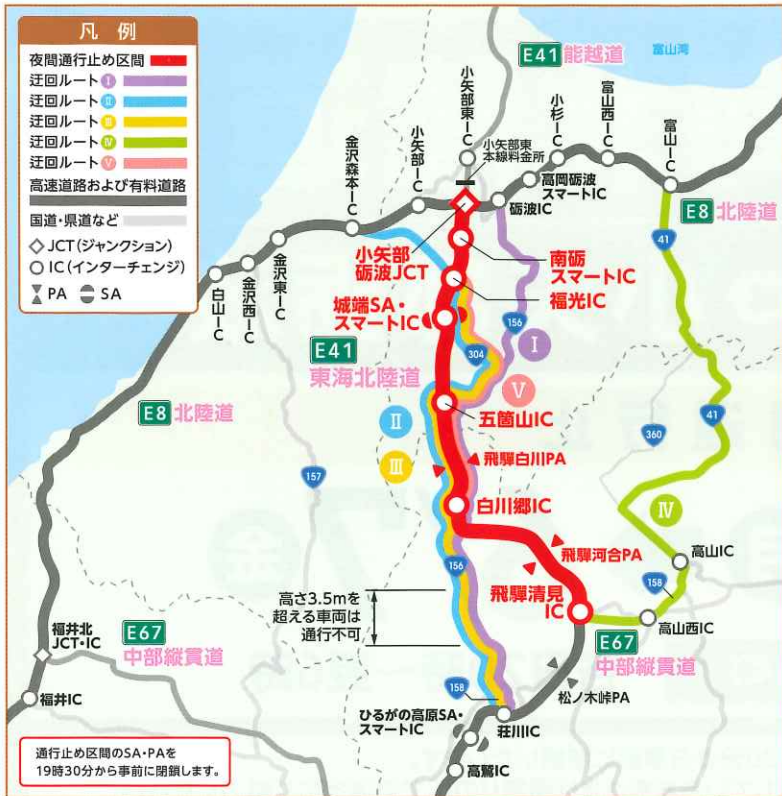 凡 例
夜間通行止め区間
迂回ルート Ⅰ
迂回ルート Ⅱ
迂回ルート Ⅲ
迂回ルート Ⅳ
迂回ルート Ⅴ
高速道路および有料道路
国道・県道など
JCT(ジャンクション)
IC(インターチェンジ)
PA SA
E41 能越道
富山湾
小矢部東IC
小矢部東
本線料金所
小杉IC
富山西IC
富山IC
高岡砺波
スマートIC
砺波IC
小矢部IC
金沢森本IC
金沢東IC
金沢西IC
白山IC
E8 北陸道
41
小矢部
砺波JCT
南砺
スマートIC
福光IC
城端SA・
スマートIC
156
Ⅰ
304
E41
東海北陸道
Ⅴ
五箇山IC
E8 北陸道
Ⅱ
Ⅲ
41
360
157
飛騨白川PA
白川郷IC
Ⅳ
飛騨河合PA
高山IC
156
飛騨清見
IC
158
高山西IC
高さ3.5mを
超える車両は
通行不可
E67
中部縦貫道
福井北
JCT・IC
E67
中部縦貫道
福井IC
158
松ノ木峠PA
ひるがの高原SA・
スマートIC
荘川IC
高鷲IC
通行止め区間のSA・PAを
19時30分から事前に閉鎖します。